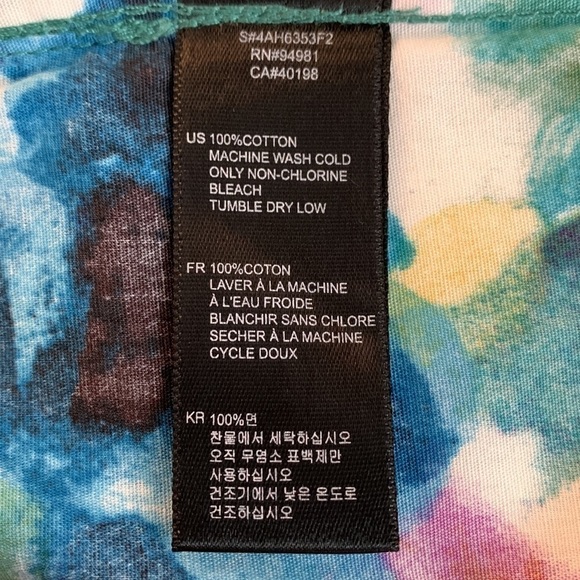 S#4AH6353F2
RN#94981
CA#40198
US 100%COTTON
MACHINE WASH COLD
ONLY NON-CHLORINE
BLEACH
TUMBLE DRY LOW
FR 100%COTON
LAVER À LA MACHINE
À L'EAU FROIDE
BLANCHIR SANS CHLORE
SECHER À LA MACHINE
CYCLE DOUX
KR 100%면
찬물에서 세탁하십시오
오직 무염소 표백제만
사용하십시오
건조기에서 낮은 온도로
건조하십시오